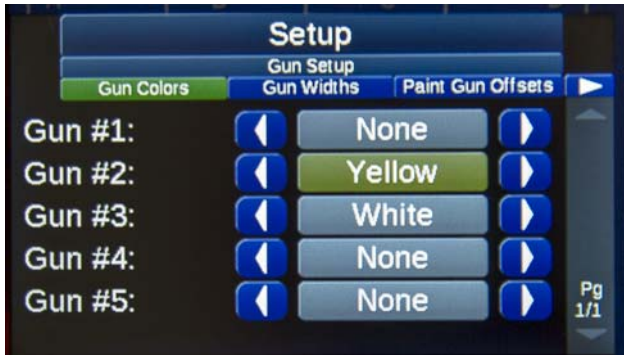 Setup
Gun Setup
Gun Colors Gun Widths Paint Gun Offsets
Gun #1: None
Gun #2: Yellow
Gun #3: White
Gun #4: None
Gun #5: None
Pg
1/1